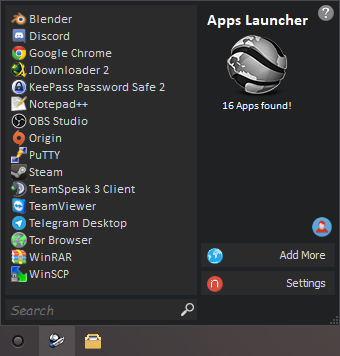 Blender
Discord
Google Chrome
JDownloader 2
KeePass Password Safe 2
Notepad++
OBS Studio
Origin
PuTTY
Steam
TeamSpeak 3 Client
TeamViewer
Telegram Desktop
Tor Browser
WinRAR
WinSCP
Search
Apps Launcher
?
16 Apps found!
Add More
Settings